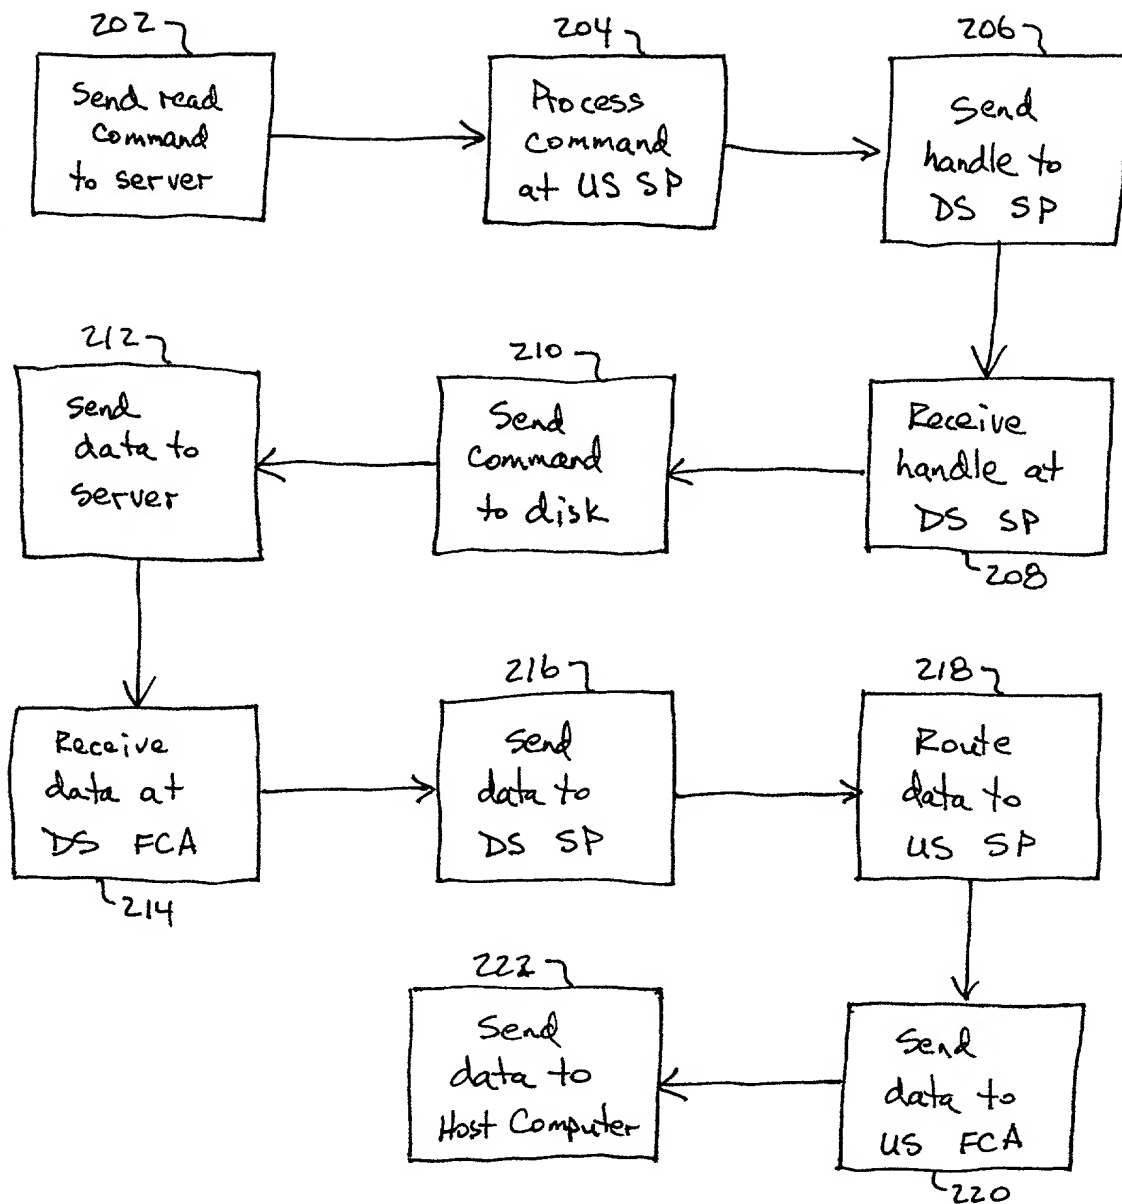 202
Send read
command
to server
204
Process
command
at US SP
206
Send
handle to
DS SP
Receive
handle at
DS SP
208
210
Send
command
to disk
212
Send
data to
server
Receive
data at
DS FCA
214
216
Send
data to
DS SP
218
Route
data to
US SP
Send
data to
US FCA
220
222
Send
data to
Host Computer